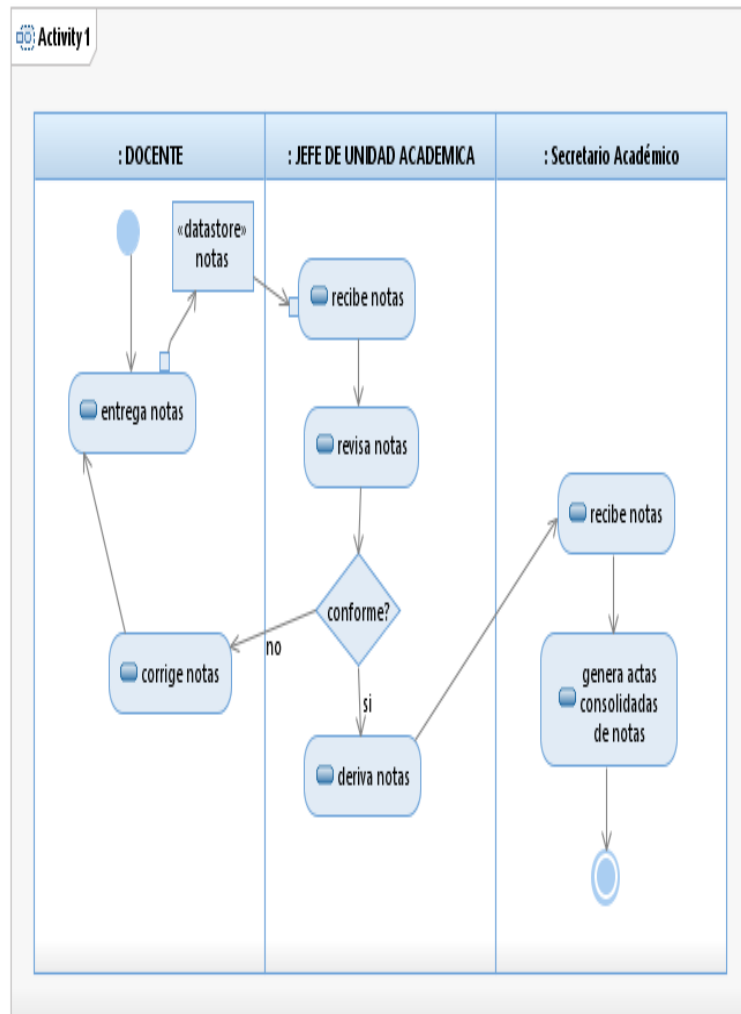 Activity 1
: DOCENTE
: JEFE DE UNIDAD ACADEMICA
: Secretario Académico
«datastore»
notas
recibe notas
entrega notas
revisa notas
recibe notas
conforme?
no
corrige notas
si
genera actas
consolidadas
de notas
deriva notas